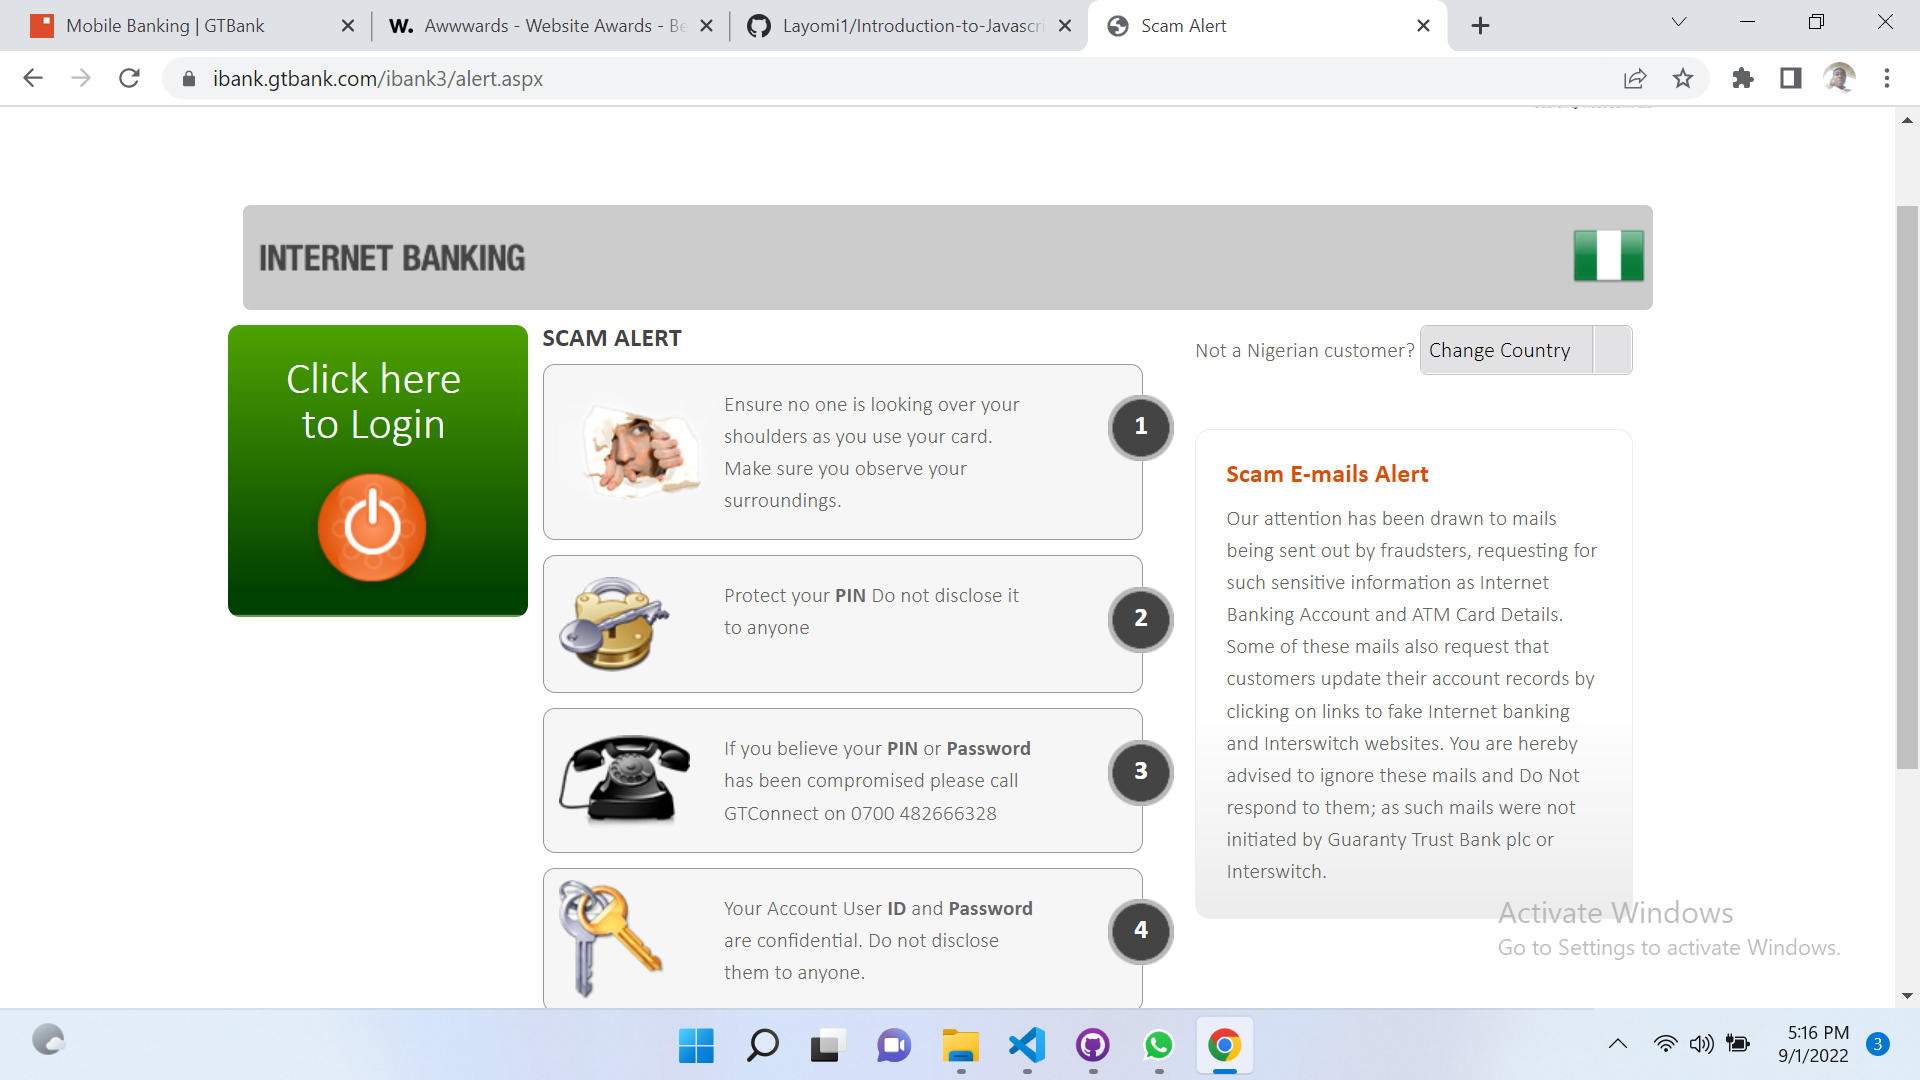 Mobile Banking | GTBank
W. Awwwards - Website Awards - Be
Layomi1/Introduction-to-Javascri
Scam Alert
ibank.gtbank.com/ibank3/alert.aspx
INTERNET BANKING
Click here
to Login
SCAM ALERT
Ensure no one is looking over your
shoulders as you use your card.
Make sure you observe your
surroundings.
1
Protect your PIN Do not disclose it
to anyone
2
If you believe your PIN or Password
has been compromised please call
GTConnect on 0700 482666328
3
Your Account User ID and Password
are confidential. Do not disclose
them to anyone.
4
Not a Nigerian customer? Change Country
Scam E-mails Alert
Our attention has been drawn to mails
being sent out by fraudsters, requesting for
such sensitive information as Internet
Banking Account and ATM Card Details.
Some of these mails also request that
customers update their account records by
clicking on links to fake Internet banking
and Interswitch websites. You are hereby
advised to ignore these mails and Do Not
respond to them; as such mails were not
initiated by Guaranty Trust Bank plc or
Interswitch.
Activate Windows
Go to Settings to activate Windows.
5:16 PM
9/1/2022
3